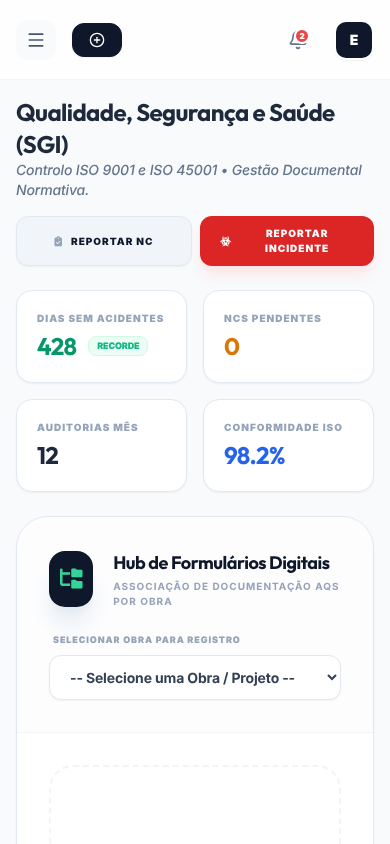 2
E
Qualidade, Segurança e Saúde
(SGI)
Controlo ISO 9001 e ISO 45001 • Gestão Documental
Normativa.
REPORTAR NC
REPORTAR
INCIDENTE
DIAS SEM ACIDENTES
428 RECORDE
NCS PENDENTES
0
AUDITORIAS MÊS
12
CONFORMIDADE ISO
98.2%
Hub de Formulários Digitais
ASSOCIAÇÃO DE DOCUMENTAÇÃO AQS
POR OBRA
SELECIONAR OBRA PARA REGISTRO
-- Selecione uma Obra / Projeto --